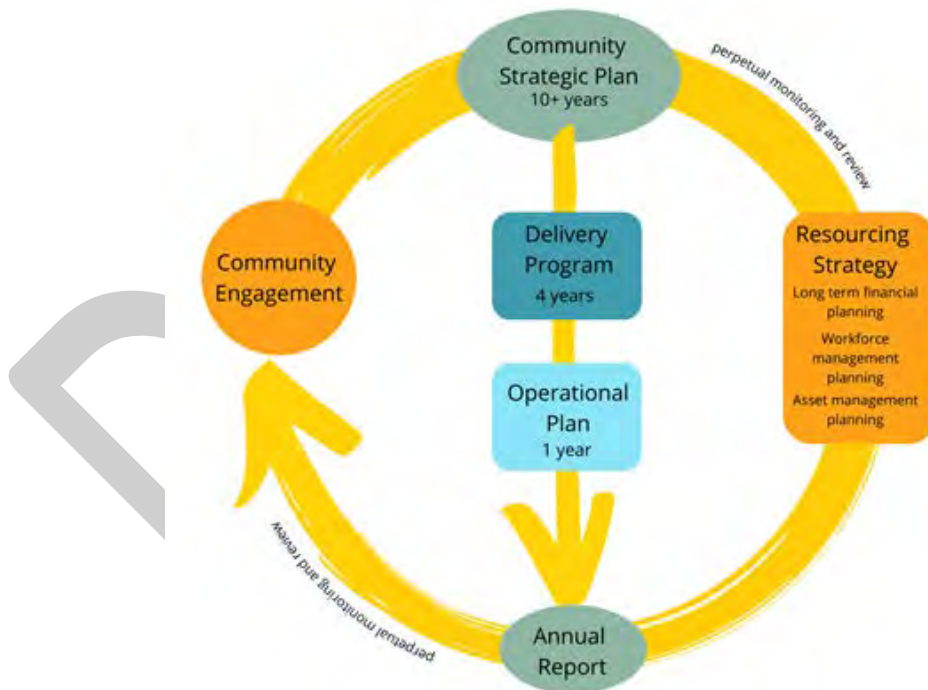 Community
Strategic Plan
10+ years
perpetual monitoring and review
Community
Engagement
Delivery
Program
4 years
Operational
Plan
1 year
Resourcing
Strategy
Long term financial
planning
Workforce
management
planning
Asset management
planning
perpetual monitoring and review
Annual
Report